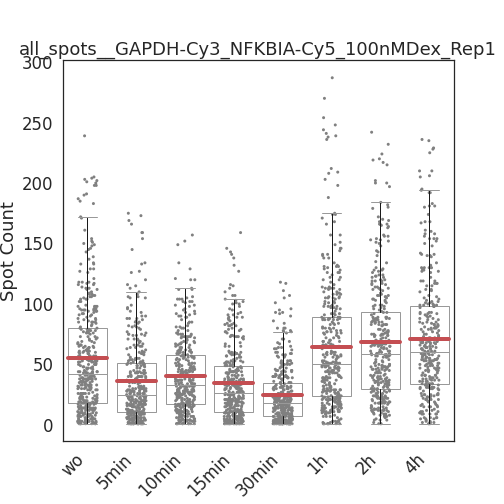 all_spots__GAPDH-Cy3_NFKBIA-Cy5_100nMDex_Rep1
300
250
200
150
100
50
0
Spot Count
wo
5min
10min
15min
30min
1h
2h
4h